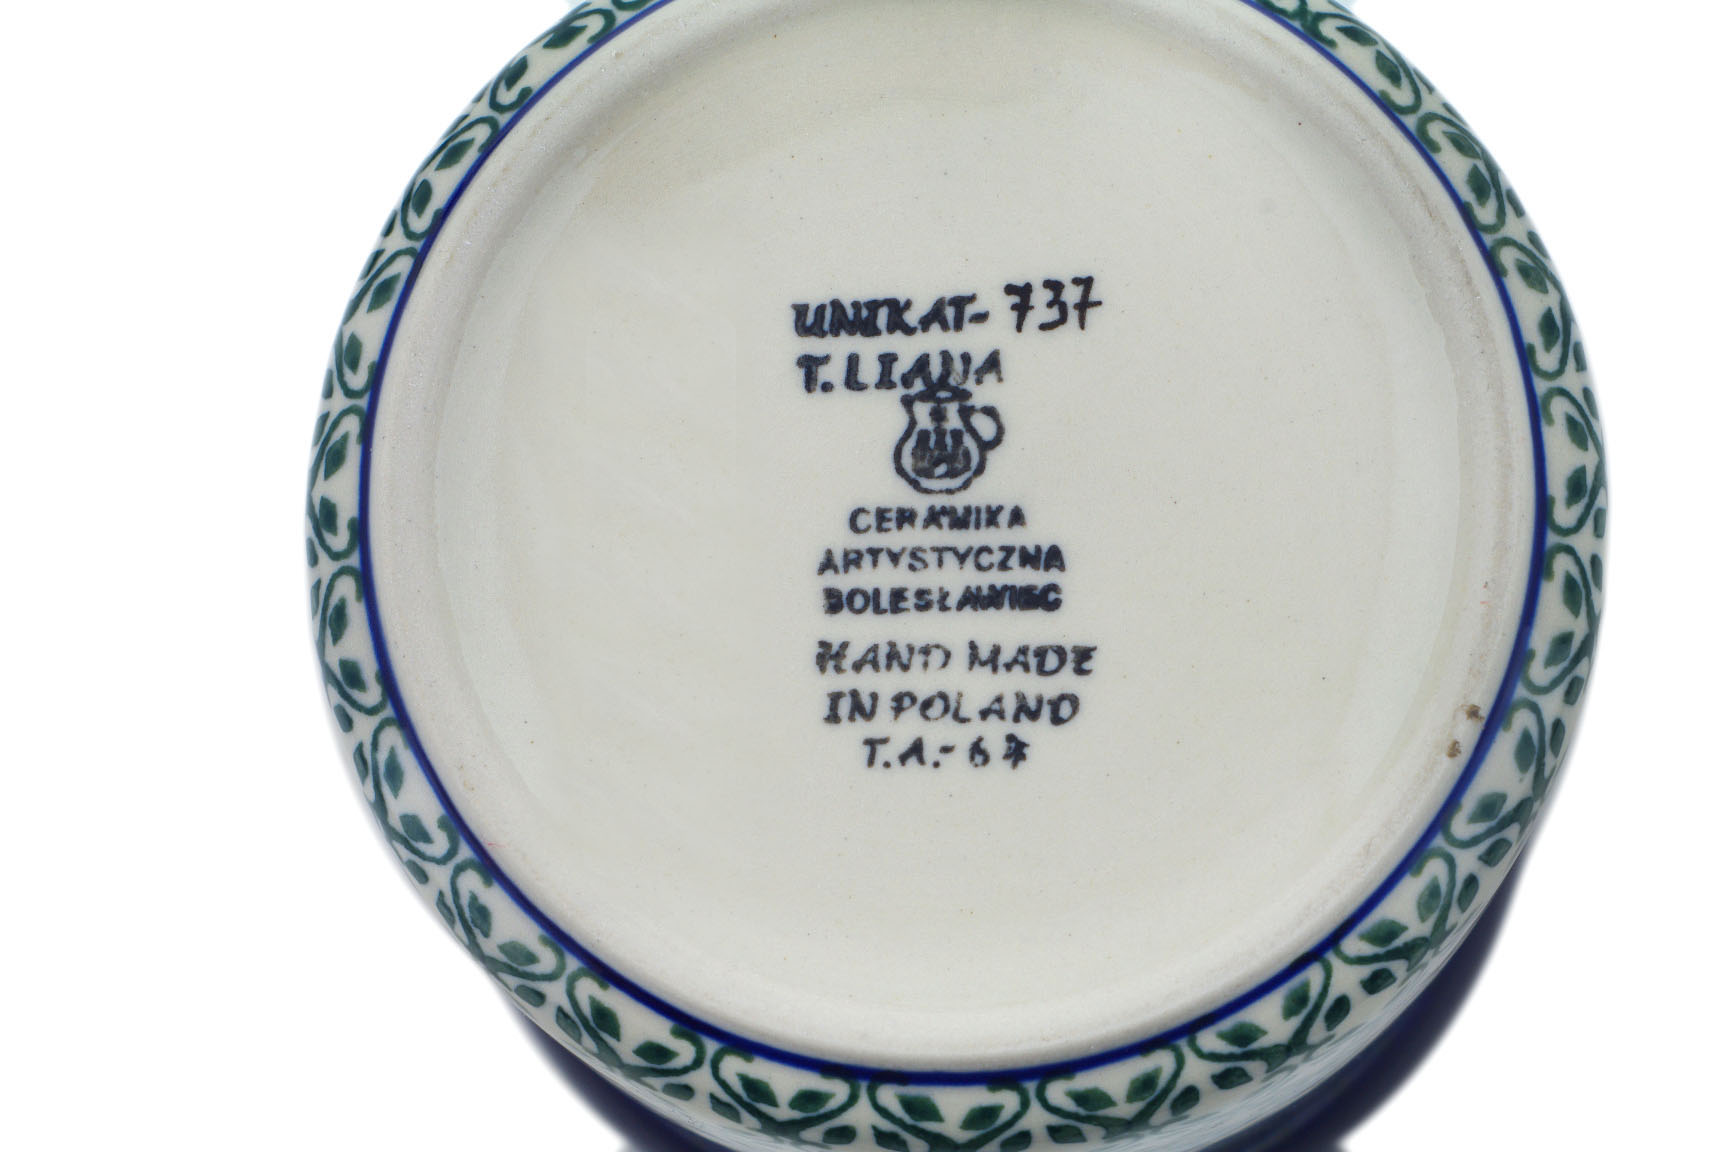 UNIKAT-737
T. LIANA
CERAMIKA
ARTYSTYCZNA
BOLESŁAWIEC
HAND MADE
IN POLAND
T.A.-67